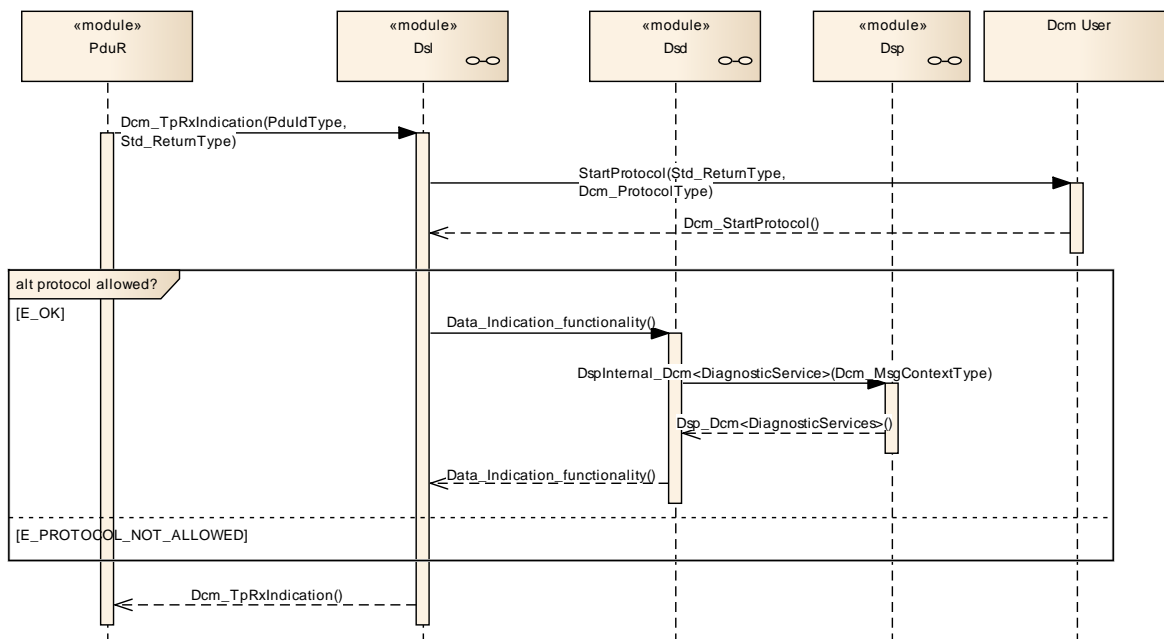 «module»
PduR
«module»
Dsl
«module»
Dsd
«module»
Dsp
Dcm User
Dcm_TpRxIndication(PduIdType,
Std_ReturnType)
StartProtocol(Std_ReturnType,
Dcm_ProtocolType)
Dcm_StartProtocol()
alt protocol allowed?
[E_OK]
Data_Indication_functionality()
DspInternal_Dcm<DiagnosticService>(Dcm_MsgContextType)
Dsp_Dcm<DiagnosticServices>()
Data_Indication_functionality()
[E_PROTOCOL_NOT_ALLOWED]
Dcm_TpRxIndication()